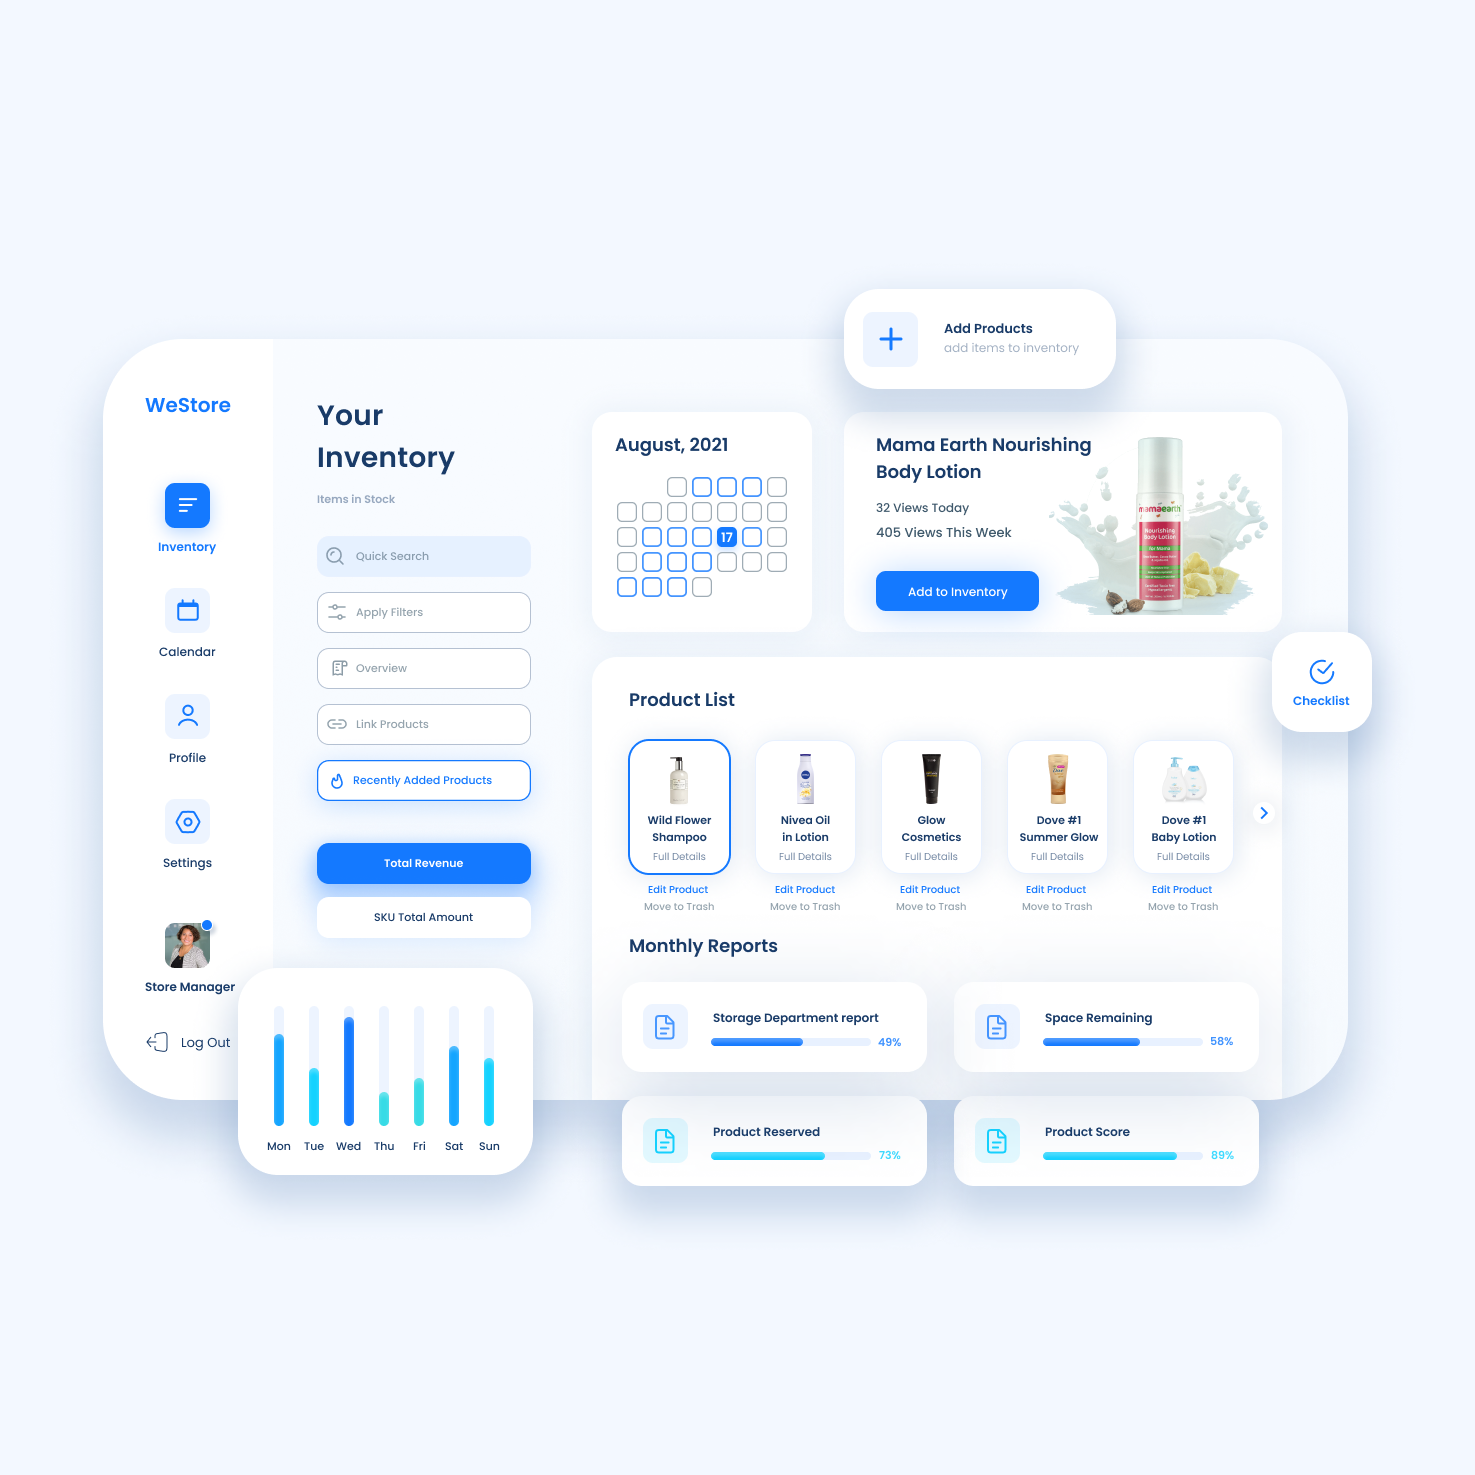 Add Products
add items to inventory
WeStore
Inventory
Calendar
Profile
Settings
Store Manager
Log Out
Your
Inventory
Items in Stock
Quick Search
Apply Filters
Overview
Link Products
Recently Added Products
Total Revenue
SKU Total Amount
Mon Tue Wed Thu Fri Sat Sun
August, 2021
17
Mama Earth Nourishing
Body Lotion
32 Views Today
405 Views This Week
Add to Inventory
mamaearth
Nourishing
Body Lotion
for Mama
Checklist
Product List
Wild Flower
Shampoo
Full Details
Edit Product
Move to Trash
Nivea Oil
in Lotion
Full Details
Edit Product
Move to Trash
Glow
Cosmetics
Full Details
Edit Product
Move to Trash
Dove #1
Summer Glow
Full Details
Edit Product
Move to Trash
Dove #1
Baby Lotion
Full Details
Edit Product
Move to Trash
Monthly Reports
Storage Department report
49%
Space Remaining
58%
Product Reserved
73%
Product Score
89%